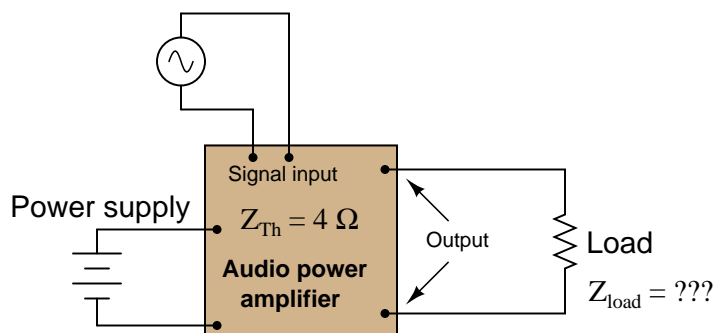 Signal input
Power supply
Z_Th = 4 Ω
Audio power
amplifier
Output
Load
Z_load = ???